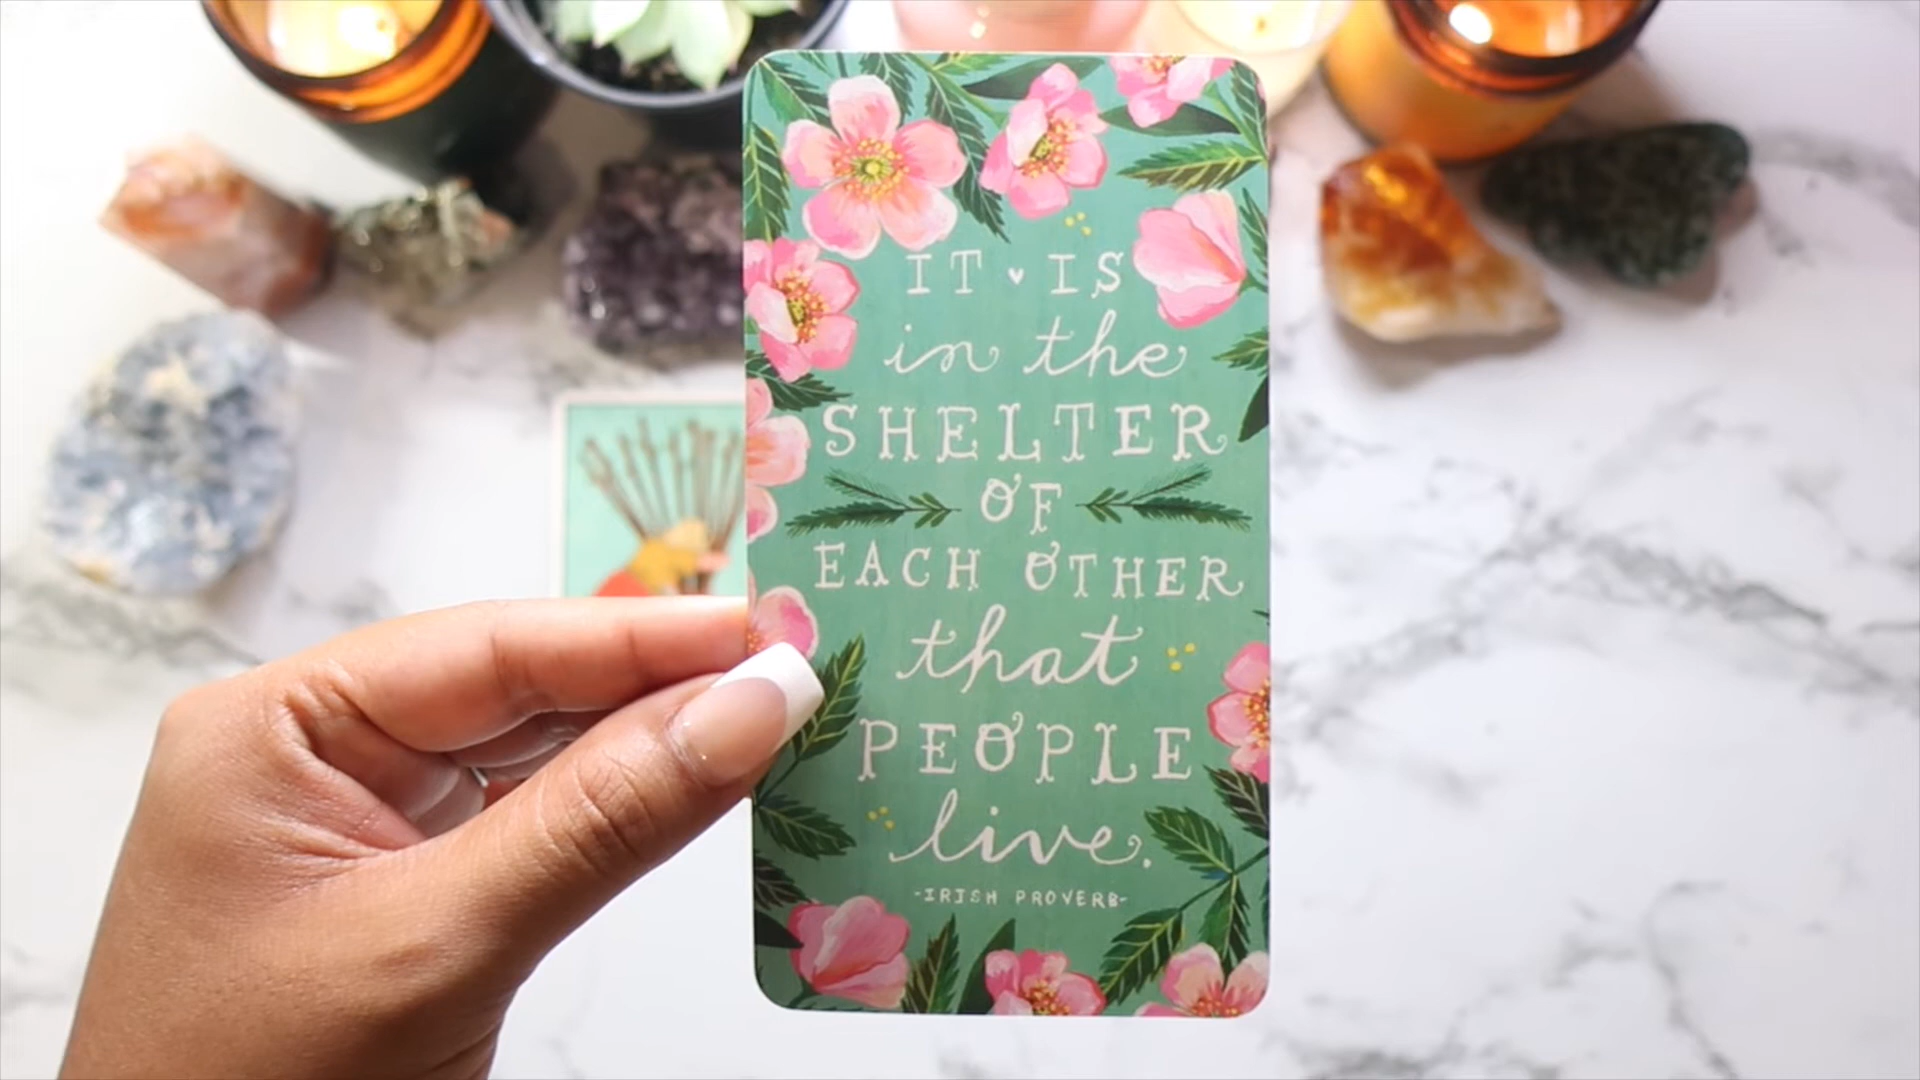 IT ♥ IS
in the
SHELTER
OF
EACH OTHER
that
PEOPLE
live.
-IRISH PROVERB-